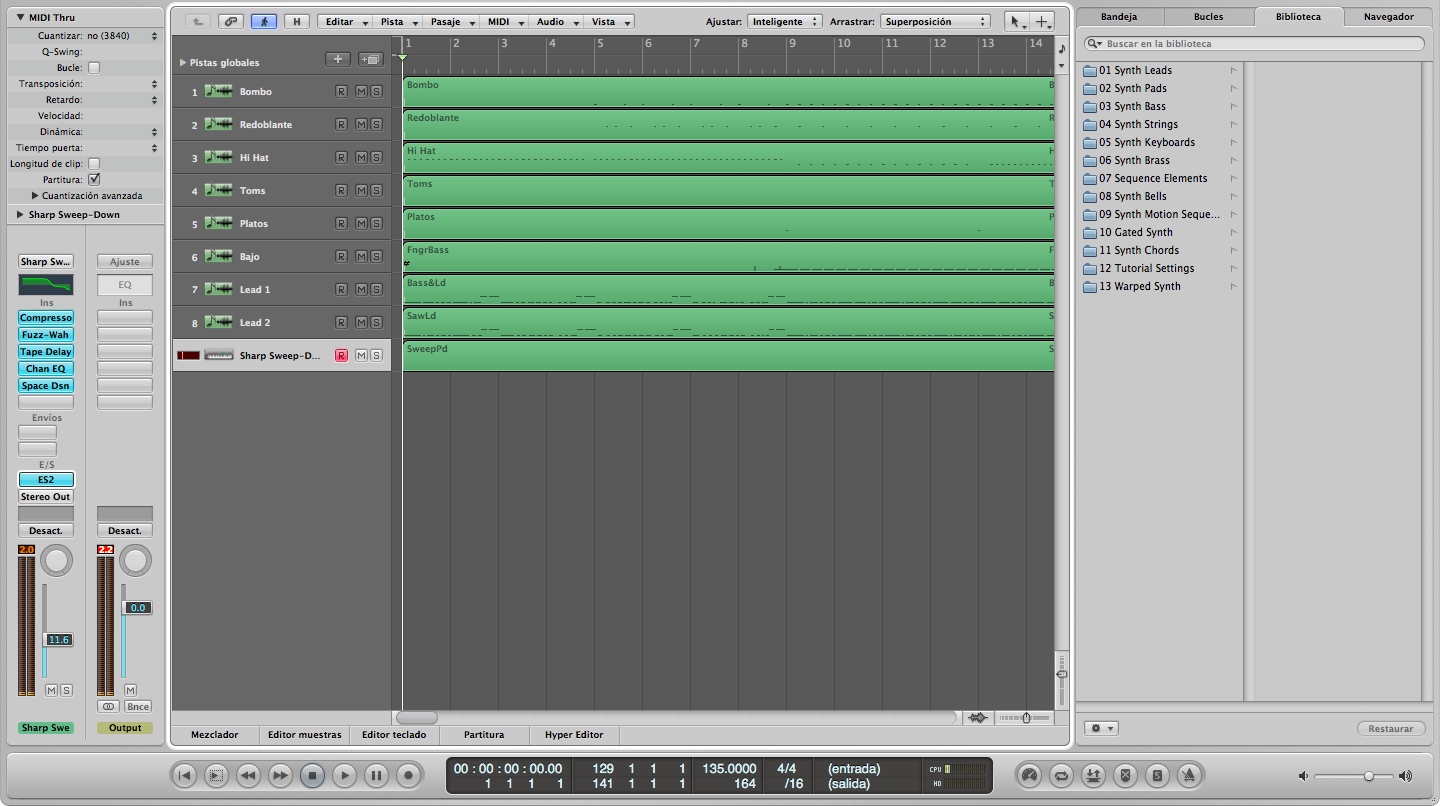 MIDI Thru
Cuantizar: no (3840)
Q-Swing:
Bucle:
Transposición:
Retardo:
Velocidad:
Dinámica:
Tiempo puerta:
Longitud de clip:
Partitura:
Cuantización avanzada
Sharp Sweep-Down
Sharp Sw... Ajuste
EQ
Ins Ins
Compresso
Fuzz-Wah
Tape Delay
Chan EQ
Space Dsn
Envíos
E/S
ES2
Stereo Out
Desact. Desact.
2.0 2.2
0.0
11.6
M S M
Bnce
Sharp Swe Output
H Editar Pista Pasaje MIDI Audio Vista Ajustar: Inteligente Arrastrar: Superposición
1 2 3 4 5 6 7 8 9 10 11 12 13 14
Pistas globales
1 Bombo R M S Bombo B
2 Redoblante R M S Redoblante R
3 Hi Hat R M S Hi Hat H
4 Toms R M S Toms T
5 Platos R M S Platos P
6 Bajo R M S FngrBass F
7 Lead 1 R M S Bass&Ld B
8 Lead 2 R M S SawLd S
Sharp Sweep-D... R M S SweepPd S
Mezclador Editor muestras Editor teclado Partitura Hyper Editor
Bandeja Bucles Biblioteca Navegador
Buscar en la biblioteca
01 Synth Leads
02 Synth Pads
03 Synth Bass
04 Synth Strings
05 Synth Keyboards
06 Synth Brass
07 Sequence Elements
08 Synth Bells
09 Synth Motion Seque...
10 Gated Synth
11 Synth Chords
12 Tutorial Settings
13 Warped Synth
Restaurar
00 : 00 : 00 : 00.00 129 1 1 1 135.0000 4/4 (entrada) CPU
1 1 1 1 141 1 1 1 164 /16 (salida) HD
S